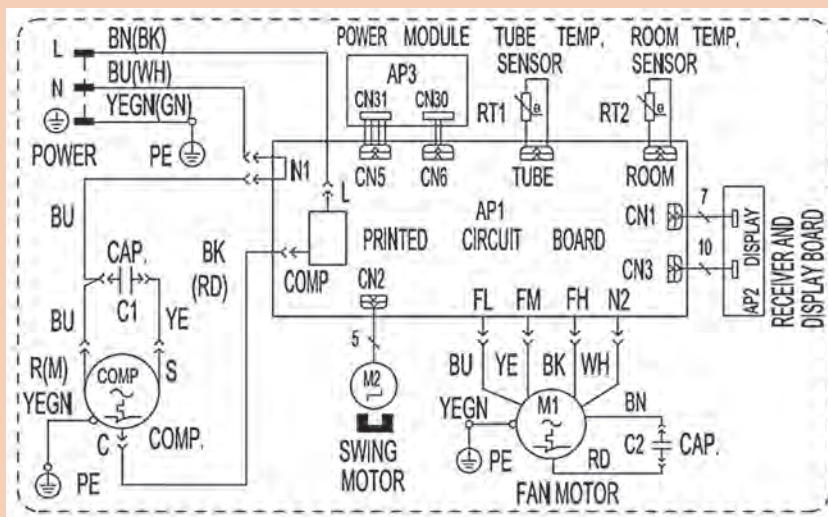 L BN(BK)
N BU(WH)
YEGN(GN)
POWER PE
POWER MODULE
AP3
CN31 CN30
CN5 CN6
TUBE TEMP.
SENSOR
RT1 θ
TUBE
ROOM TEMP.
SENSOR
RT2 θ
ROOM
N1
L
AP1
PRINTED CIRCUIT BOARD
COMP
CN2
CN1 7
CN3 10
DISPLAY
AP2
RECEIVER AND
DISPLAY BOARD
FL FM FH N2
BU YE BK WH
BU
CAP.
C1
BU YE
BK
(RD)
R(M) COMP S
YEGN
C COMP.
PE
5
M2
SWING
MOTOR
YEGN M1 BN
PE
C2 CAP.
RD
FAN MOTOR